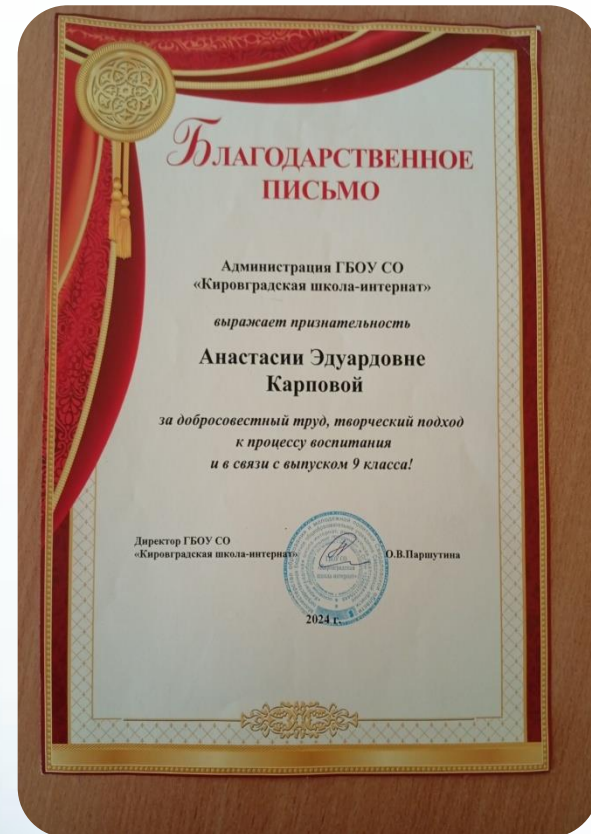 БЛАГОДАРСТВЕННОЕ
ПИСЬМО
Администрация ГБОУ СО
«Кировградская школа-интернат»
выражает признательность
Анастасии Эдуардовне
Карповой
за добросовестный труд, творческий подход
к процессу воспитания
и в связи с выпуском 9 класса!
Директор ГБОУ СО
«Кировградская школа-интернат» О.В.Паршутина
2024 г.